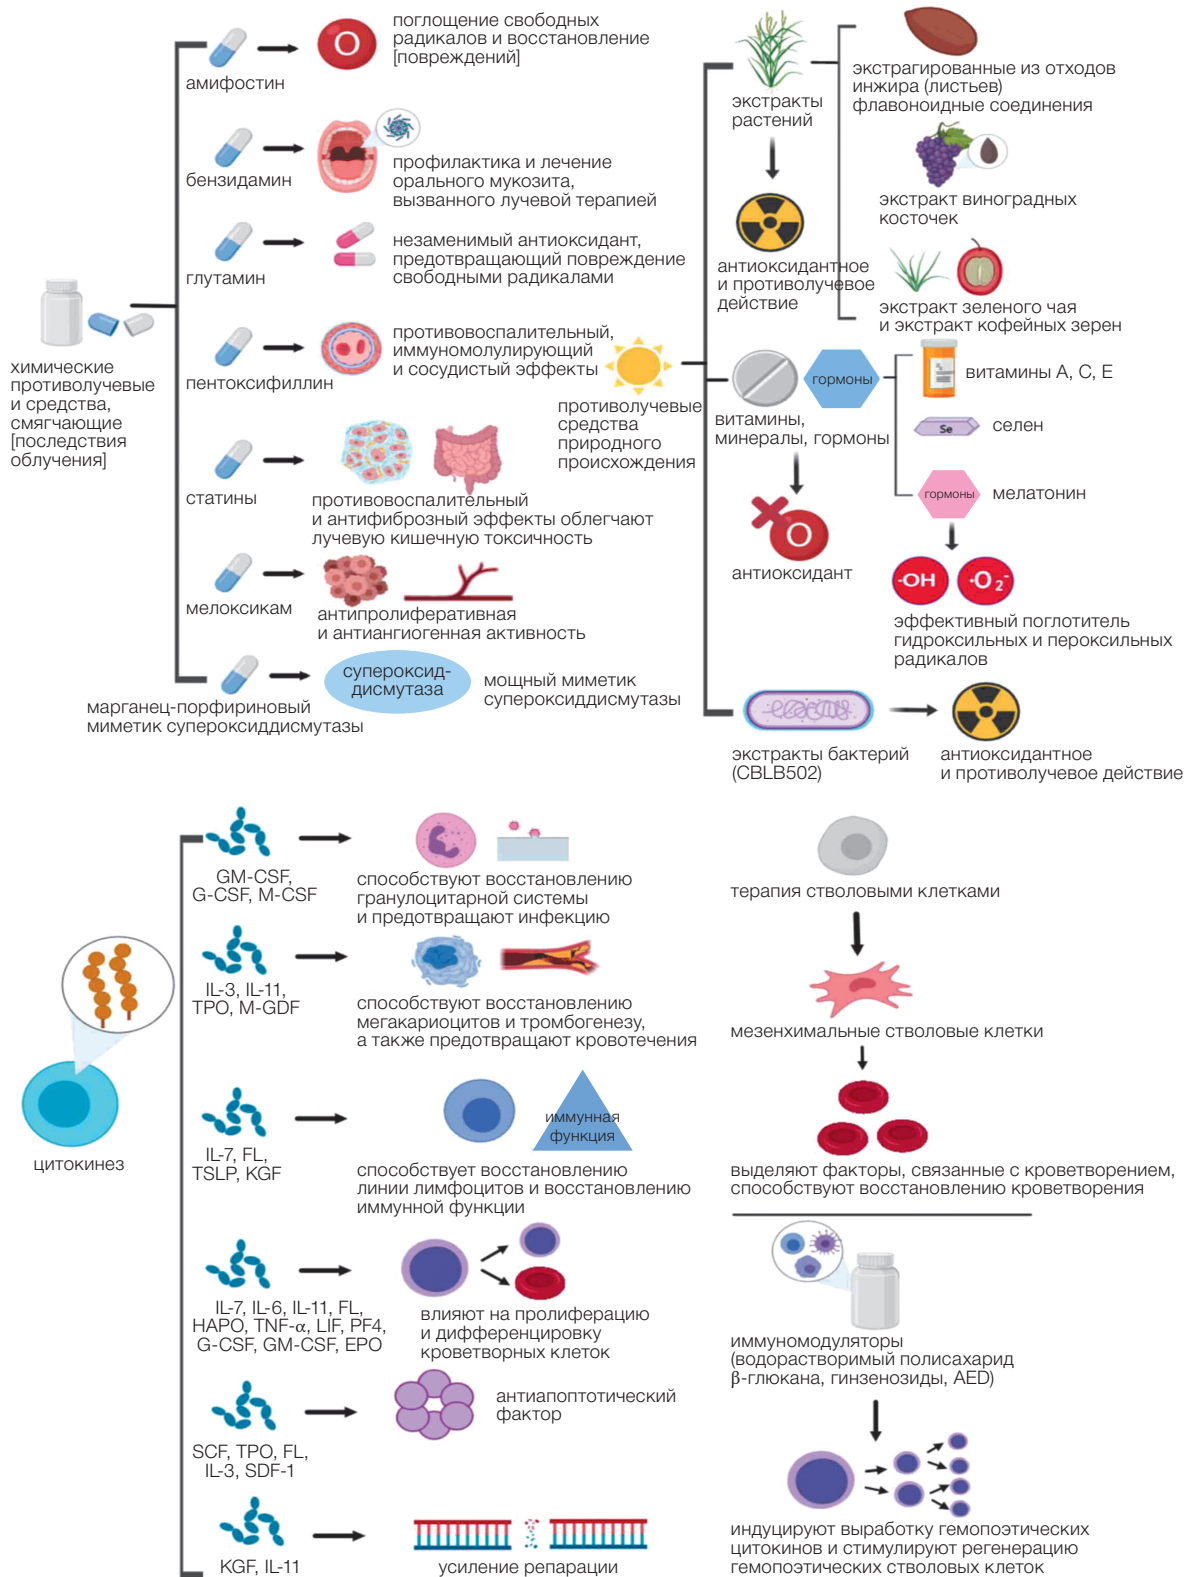 поглощение свободных
радикалов и восстановление
[повреждений]
O
амифостин
бензидамин
профилактика и лечение
орального мукозита,
вызванного лучевой терапией
глутамин
незаменимый антиоксидант,
предотвращающий повреждение
свободными радикалами
химические
противолучевые
и средства,
смягчающие
[последствия
облучения]
пентоксифиллин
противовоспалительный,
иммуномолулирующий
и сосудистый эффекты
статины
противовоспалительный
и антифиброзный эффекты облегчают
лучевую кишечную токсичность
мелоксикам
антипролиферативная
и антиангиогенная активность
марганец-порфириновый
миметик супероксиддисмутазы
супероксид-
дисмутаза
мощный миметик
супероксиддисмутазы
противолучевые
средства
природного
происхождения
экстракты
растений
антиоксидантное
и противолучевое
действие
экстрагированные из отходов
инжира (листьев)
флавоноидные соединения
экстракт виноградных
косточек
экстракт зеленого чая
и экстракт кофейных зерен
гормоны
витамины,
минералы, гормоны
O
антиоксидант
витамины A, C, E
Se
селен
гормоны
мелатонин
·OH
·O₂⁻
эффективный поглотитель
гидроксильных и пероксильных
радикалов
экстракты бактерий
(CBLB502)
антиоксидантное
и противолучевое действие
цитокинез
GM-CSF,
G-CSF, M-CSF
способствуют восстановлению
гранулоцитарной системы
и предотвращают инфекцию
IL-3, IL-11,
TPO, M-GDF
способствуют восстановлению
мегакариоцитов и тромбогенезу,
а также предотвращают кровотечения
IL-7, FL,
TSLP, KGF
иммунная
функция
способствует восстановлению
линии лимфоцитов и восстановлению
иммунной функции
IL-7, IL-6, IL-11, FL,
HAPO, TNF-α, LIF, PF4,
G-CSF, GM-CSF, EPO
влияют на пролиферацию
и дифференцировку
кроветворных клеток
SCF, TPO, FL,
IL-3, SDF-1
антиапоптотический
фактор
KGF, IL-11
усиление репарации
терапия стволовыми клетками
мезенхимальные стволовые клетки
выделяют факторы, связанные с кроветворением,
способствуют восстановлению кроветворения
иммуномодуляторы
(водорастворимый полисахарид
β-глюкана, гинзенозиды, AED)
индуцируют выработку гемопоэтических
цитокинов и стимулируют регенерацию
гемопоэтических стволовых клеток